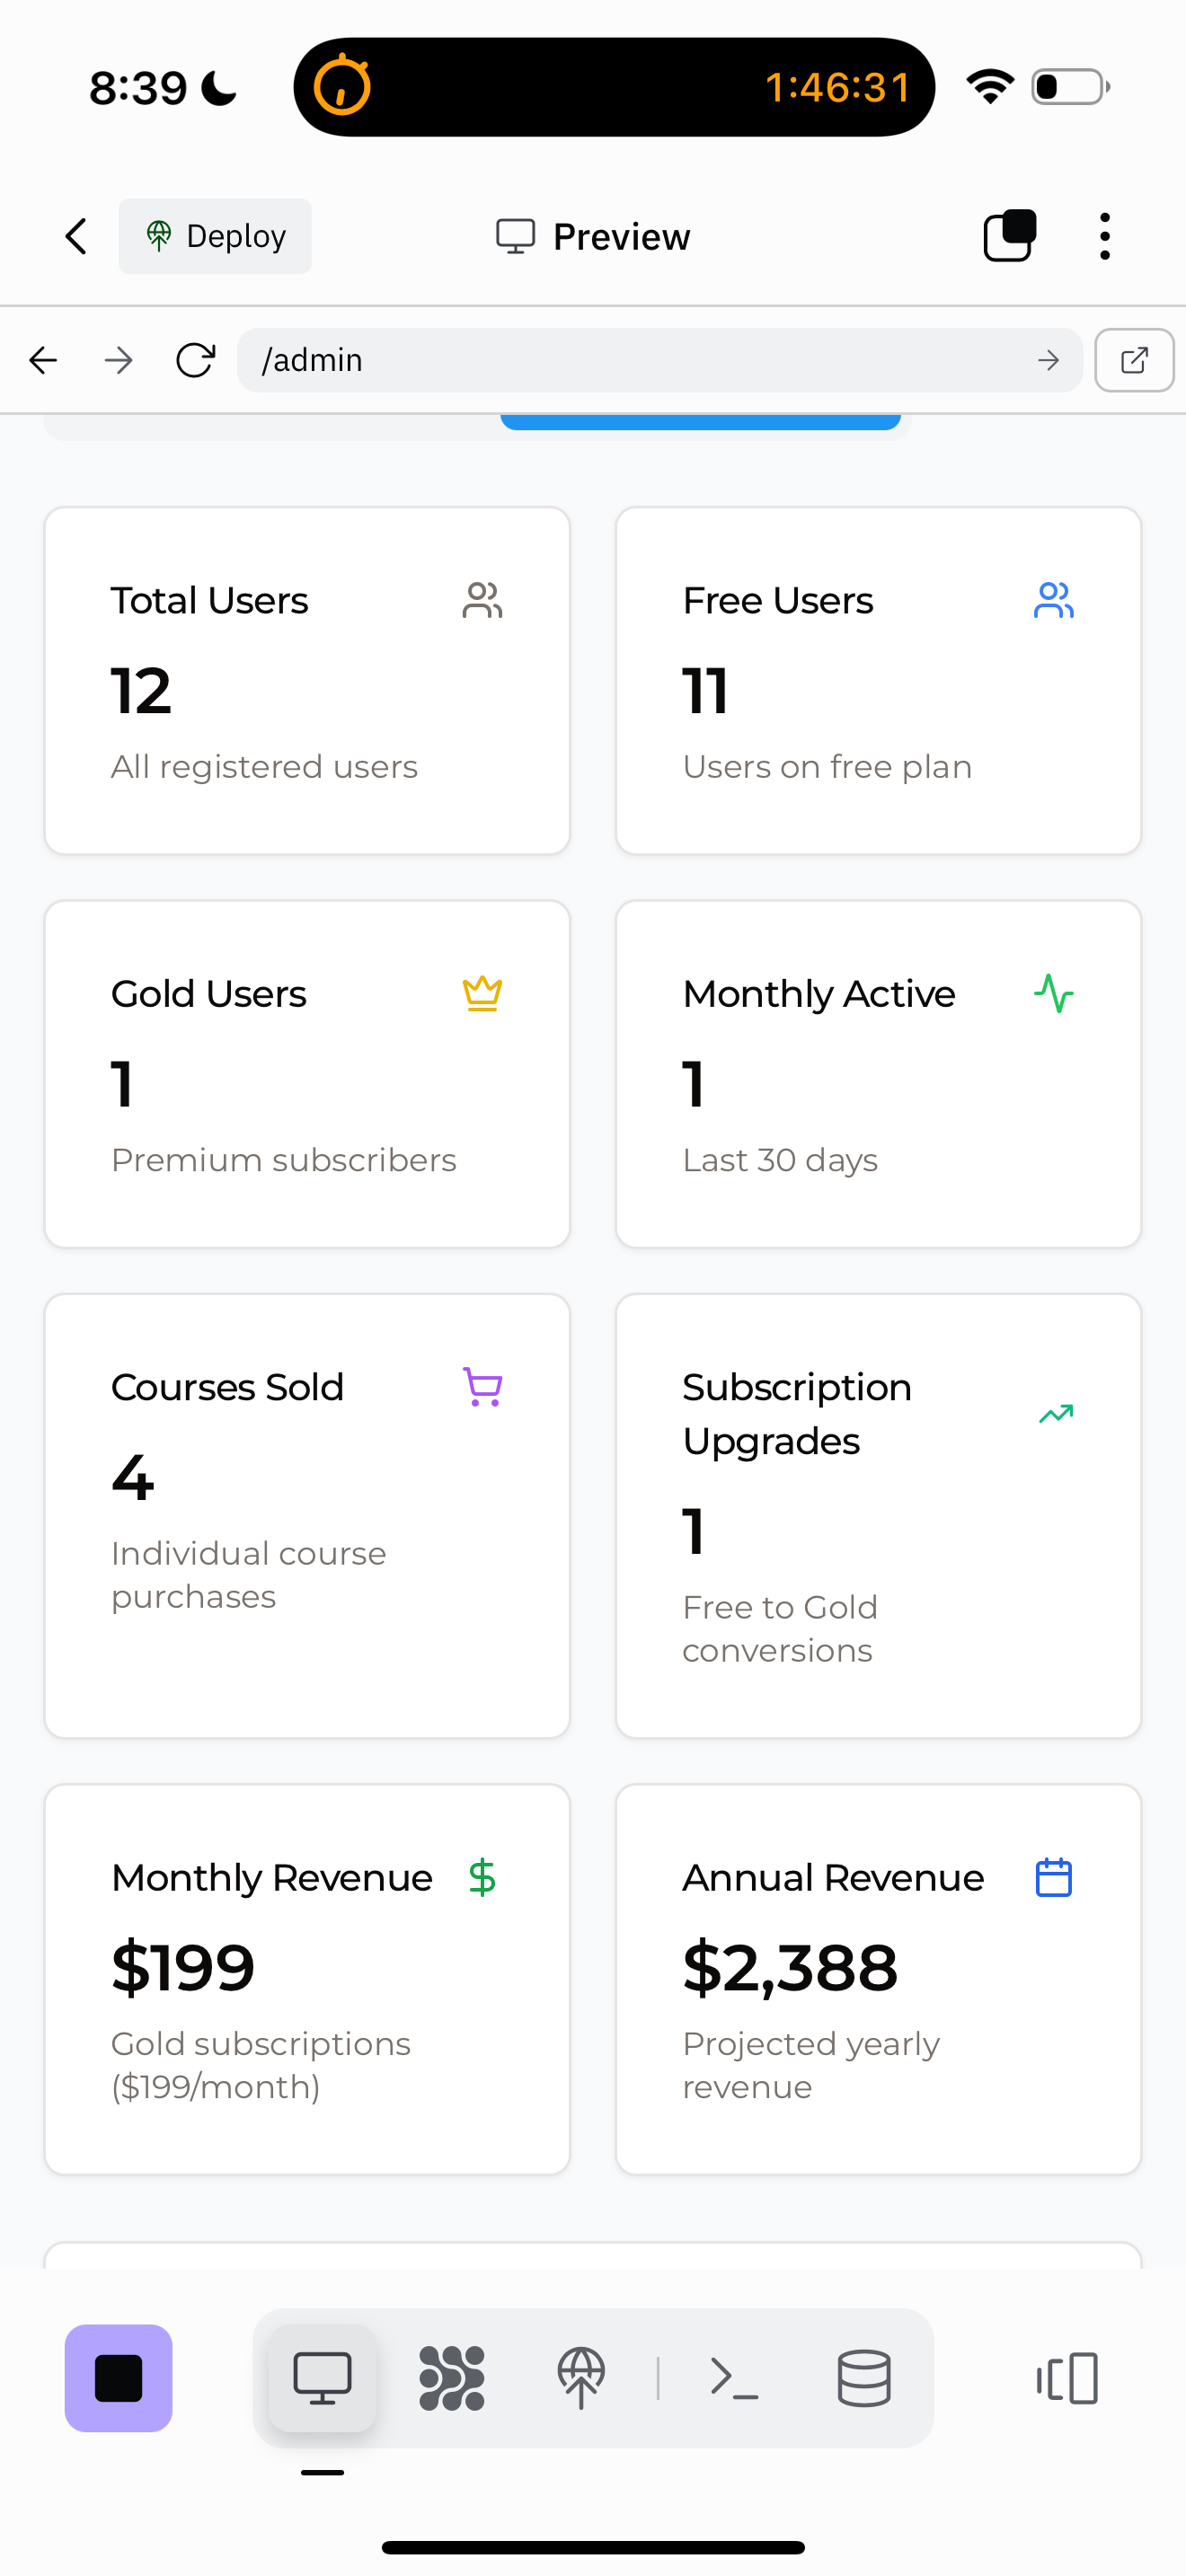 8:39
1:46:31
Deploy
Preview
/admin
Total Users
12
All registered users
Free Users
11
Users on free plan
Gold Users
1
Premium subscribers
Monthly Active
1
Last 30 days
Courses Sold
4
Individual course
purchases
Subscription
Upgrades
1
Free to Gold
conversions
Monthly Revenue
$199
Gold subscriptions
($199/month)
Annual Revenue
$2,388
Projected yearly
revenue